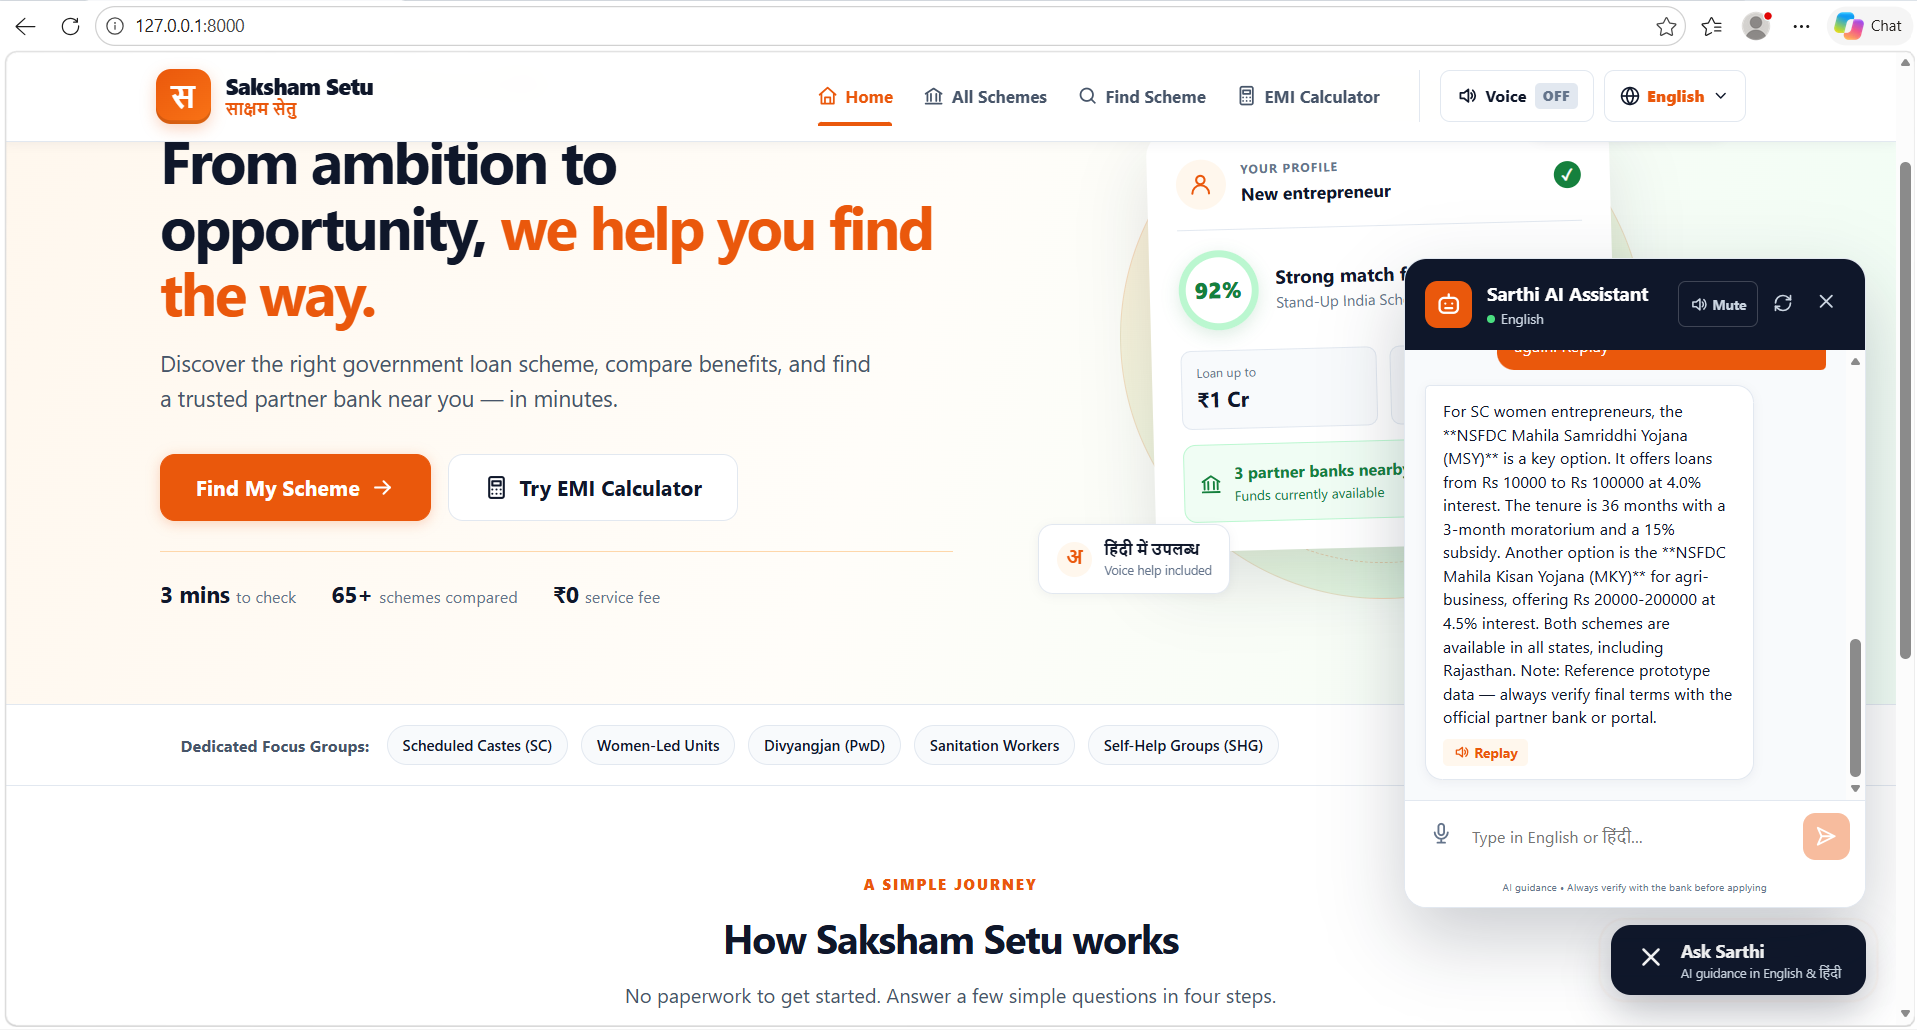 127.0.0.1:8000
Chat
स
Saksham Setu
साक्षम सेतु
Home
All Schemes
Find Scheme
EMI Calculator
Voice OFF
English
From ambition to
opportunity, we help you find
the way.
Discover the right government loan scheme, compare benefits, and find
a trusted partner bank near you — in minutes.
Find My Scheme
Try EMI Calculator
3 mins to check
65+ schemes compared
₹0 service fee
YOUR PROFILE
New entrepreneur
92%
Strong match f
Stand-Up India Sch
Loan up to
₹1 Cr
3 partner banks nearby
Funds currently available
अ
हिंदी में उपलब्ध
Voice help included
Dedicated Focus Groups:
Scheduled Castes (SC)
Women-Led Units
Divyangjan (PwD)
Sanitation Workers
Self-Help Groups (SHG)
A SIMPLE JOURNEY
How Saksham Setu works
No paperwork to get started. Answer a few simple questions in four steps.
Sarthi AI Assistant
English
Mute
For SC women entrepreneurs, the
**NSFDC Mahila Samriddhi Yojana
(MSY)** is a key option. It offers loans
from Rs 10000 to Rs 100000 at 4.0%
interest. The tenure is 36 months with a
3-month moratorium and a 15%
subsidy. Another option is the **NSFDC
Mahila Kisan Yojana (MKY)** for agri-
business, offering Rs 20000-200000 at
4.5% interest. Both schemes are
available in all states, including
Rajasthan. Note: Reference prototype
data — always verify final terms with the
official partner bank or portal.
Replay
Type in English or हिंदी...
AI guidance • Always verify with the bank before applying
Ask Sarthi
AI guidance in English & हिंदी